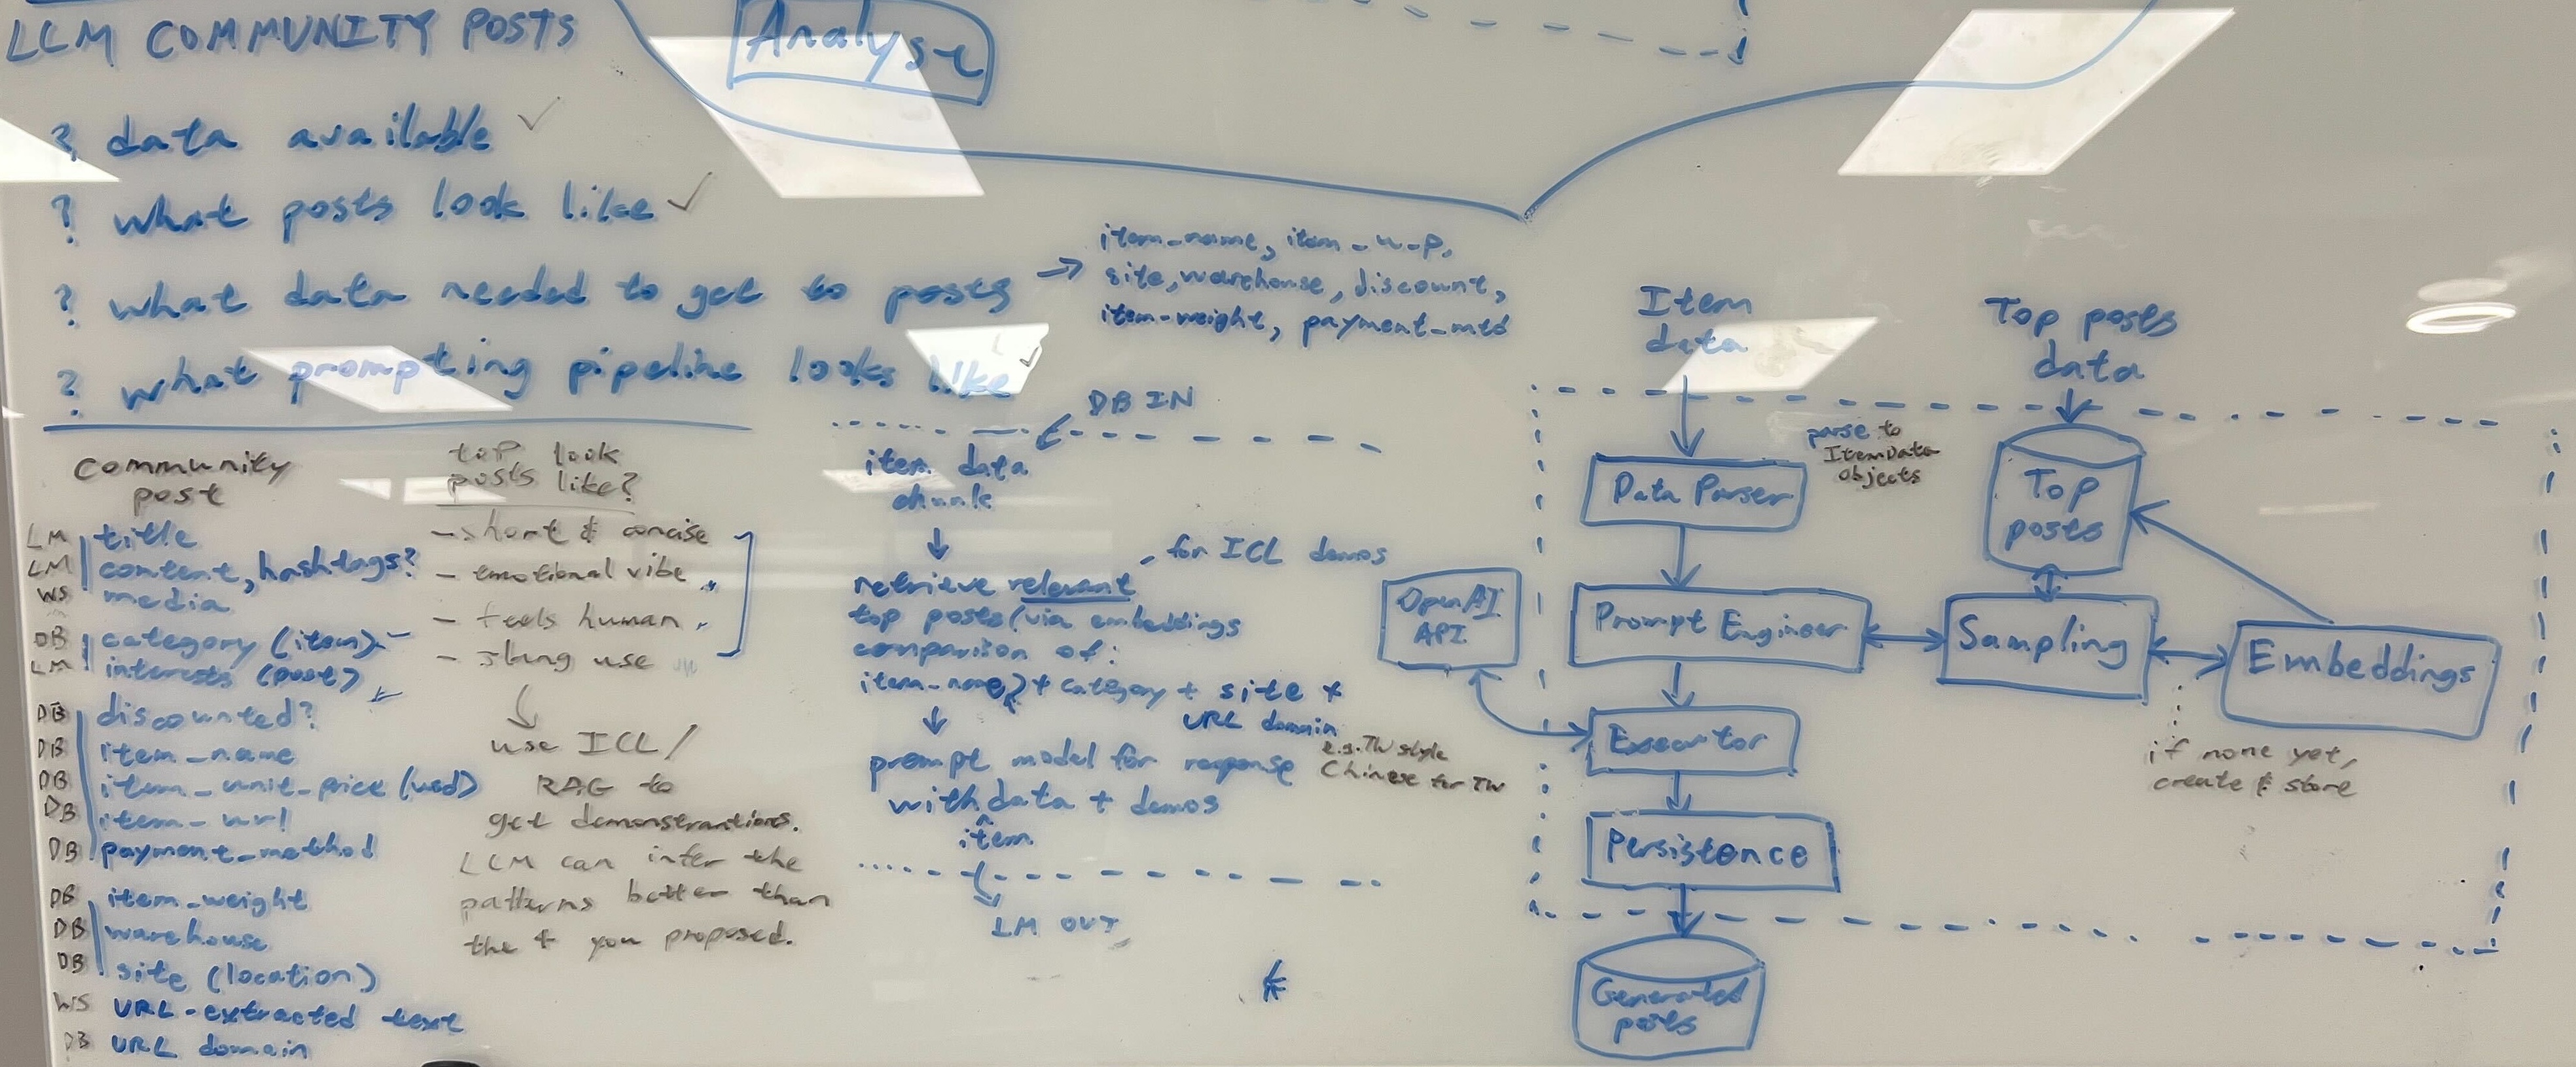 LLM COMMUNITY POSTS
Analyse
? data available ✓
? what posts look like ✓
? what data needed to get to posts →
item_name, item_u_p,
site, warehouse, discount,
item-weight, payment_mtd
? what prompting pipeline looks like ✓
community
post
LM title
LM content, hashtags?
WS media
DB category (item)
LM interests (post)
DB discounted?
DB item_name
DB item_unit_price (usd)
DB item_url
DB payment_method
DB item_weight
DB warehouse
DB site (location)
WS URL-extracted text
DB URL domain
top look
posts like?
- short & concise
- emotional vibe
- feels human
- slang use
use ICL/
RAG to
get demonstrantions.
LLM can infer the
patterns better than
the 4 you proposed.
DB IN
item data
chunk
↓
retrieve relevant
for ICL demos
top posts (via embeddings
comparison of:
item_name) + category + site +
URL domain
↓
prompt model for response
with data + demos
^
item
e.g. TW style
Chinese for TW
LM OUT
Item
data
Top posts
data
Data Parser
parse to
ItemData
Objects
Top
posts
OpenAI
API
Prompt Engineer
Sampling
Embeddings
if none yet,
create & store
Executor
Persistence
Generated
posts